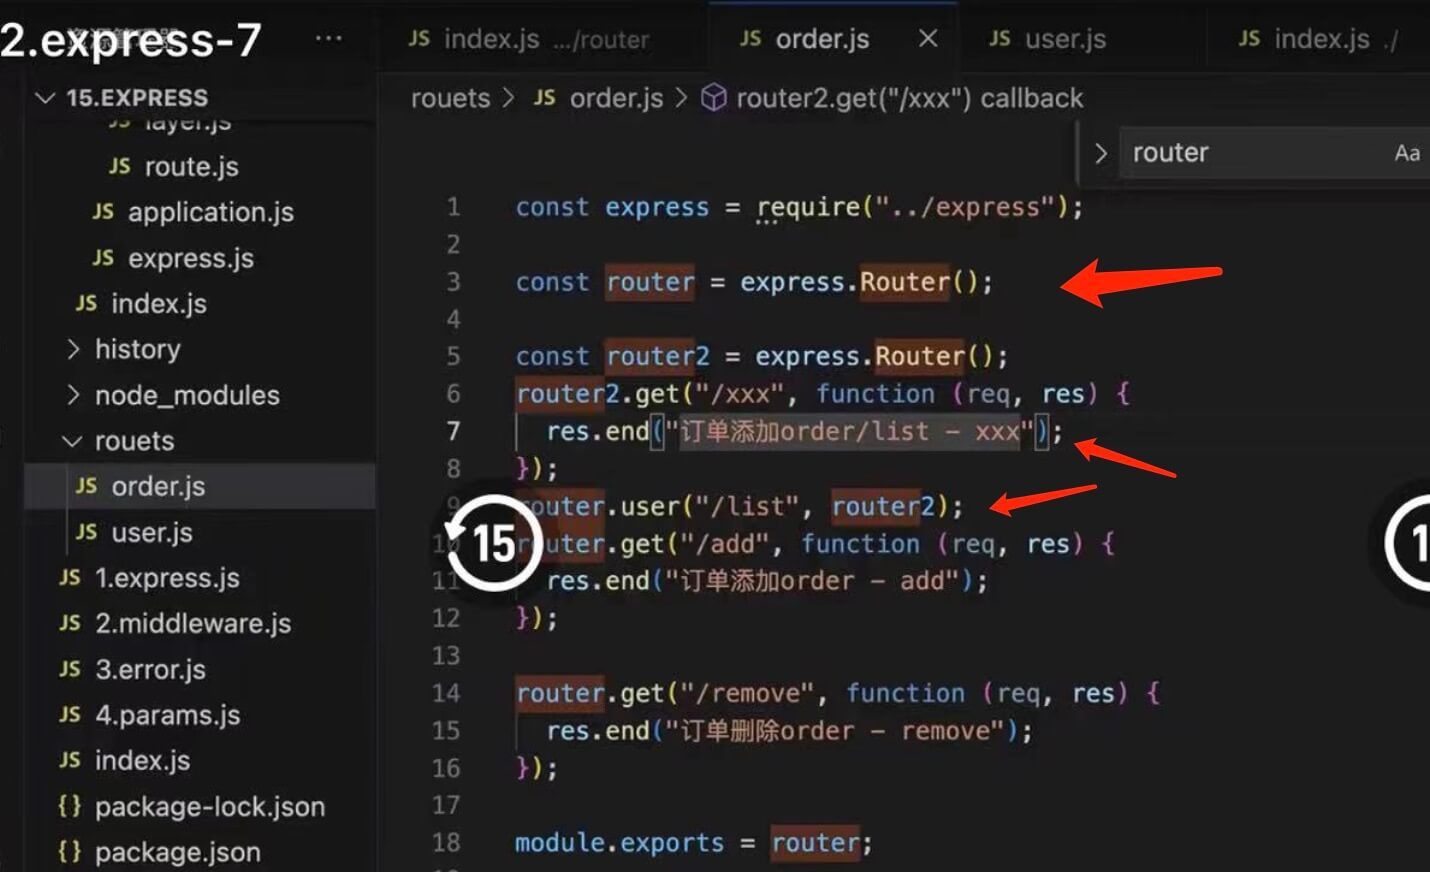 2.express-7
···
JS index.js .../router
JS order.js ×
JS user.js
JS index.js ./
15.EXPRESS
JS layer.js
JS route.js
JS application.js
JS express.js
JS index.js
history
node_modules
rouets
JS order.js
JS user.js
JS 1.express.js
JS 2.middleware.js
JS 3.error.js
JS 4.params.js
JS index.js
{} package-lock.json
{} package.json
rouets > JS order.js > router2.get("/xxx") callback
> router Aa
1 const express = require("../express");
2
3 const router = express.Router();
4
5 const router2 = express.Router();
6 router2.get("/xxx", function (req, res) {
7 res.end("订单添加order/list - xxx");
8 });
9 router.user("/list", router2);
10 router.get("/add", function (req, res) {
11 res.end("订单添加order - add");
12 });
13
14 router.get("/remove", function (req, res) {
15 res.end("订单删除order - remove");
16 });
17
18 module.exports = router;
15
1